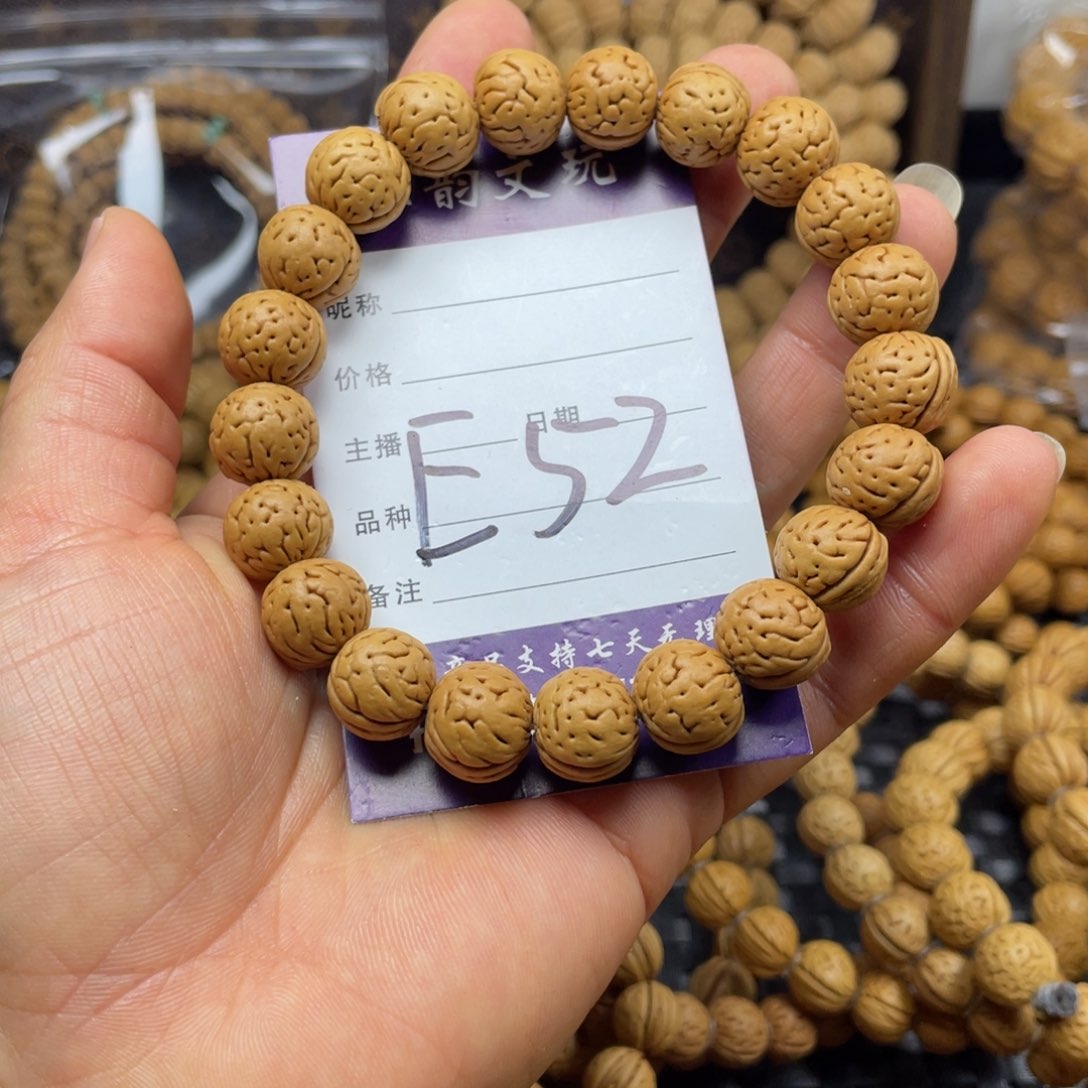 韵文玩
昵称
价格
主播 日期
品种
E52
备注
支持七天无理